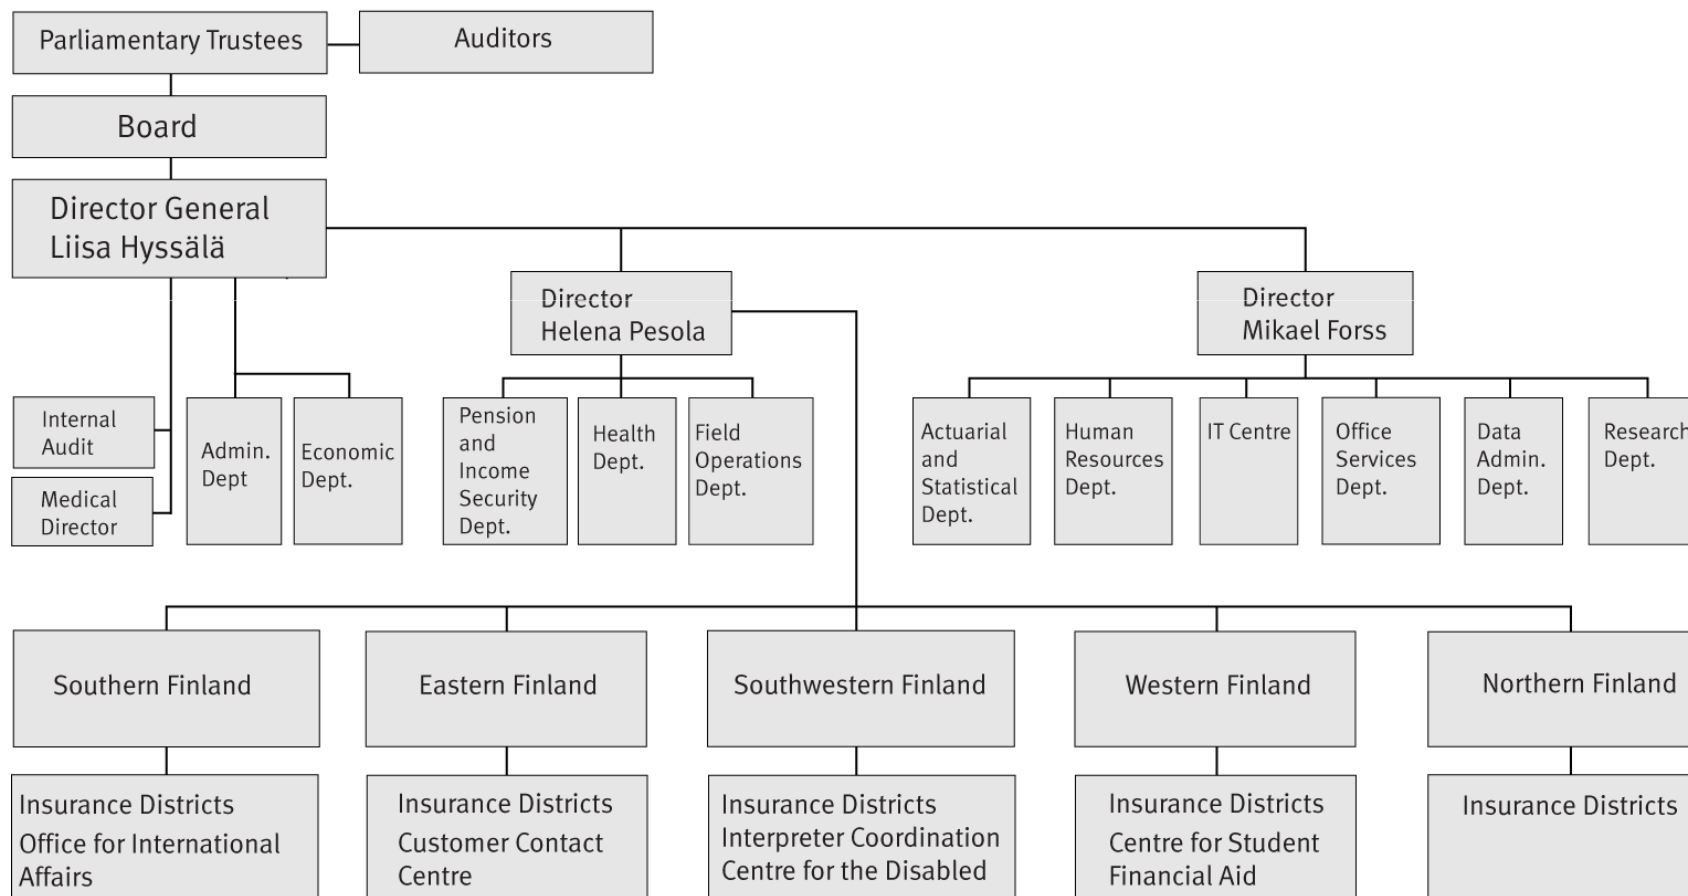 Parliamentary Trustees
Auditors
Board
Director General
Liisa Hyssälä
Director
Helena Pesola
Director
Mikael Forss
Internal
Audit
Medical
Director
Admin.
Dept
Economic
Dept.
Pension
and
Income
Security
Dept.
Health
Dept.
Field
Operations
Dept.
Actuarial
and
Statistical
Dept.
Human
Resources
Dept.
IT Centre
Office
Services
Dept.
Data
Admin.
Dept.
Research
Dept.
Southern Finland
Eastern Finland
Southwestern Finland
Western Finland
Northern Finland
Insurance Districts
Office for International
Affairs
Insurance Districts
Customer Contact
Centre
Insurance Districts
Interpreter Coordination
Centre for the Disabled
Insurance Districts
Centre for Student
Financial Aid
Insurance Districts